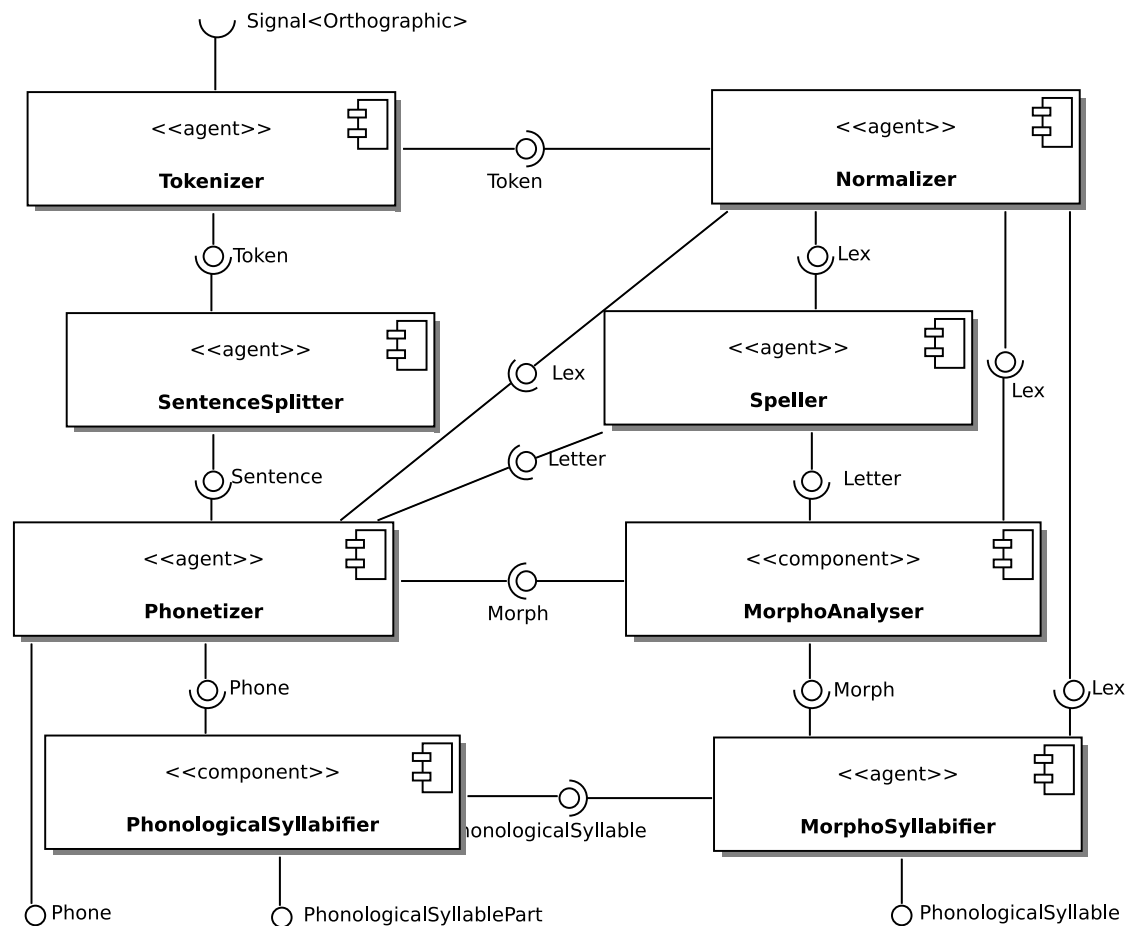 Signal<Orthographic>
<<agent>>
Tokenizer
Token
<<agent>>
Normalizer
Token
Lex
<<agent>>
SentenceSplitter
Lex
<<agent>>
Speller
Lex
Sentence
Letter
Letter
<<agent>>
Phonetizer
Morph
<<component>>
MorphoAnalyser
Phone
Morph
Lex
<<component>>
PhonologicalSyllabifier
honologicalSyllable
<<agent>>
MorphoSyllabifier
Phone
PhonologicalSyllablePart
PhonologicalSyllable